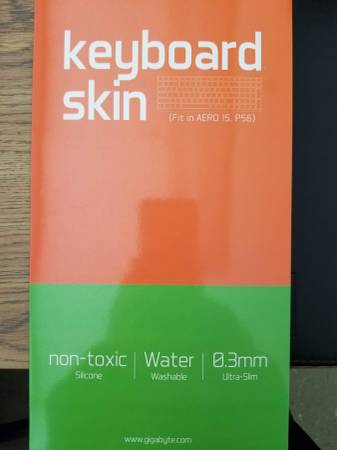 keyboard
skin
(Fit in AERO 15, P56)
non-toxic
Silicone
Water
Washable
0.3mm
Ultra-Slim
www.gigabyte.com